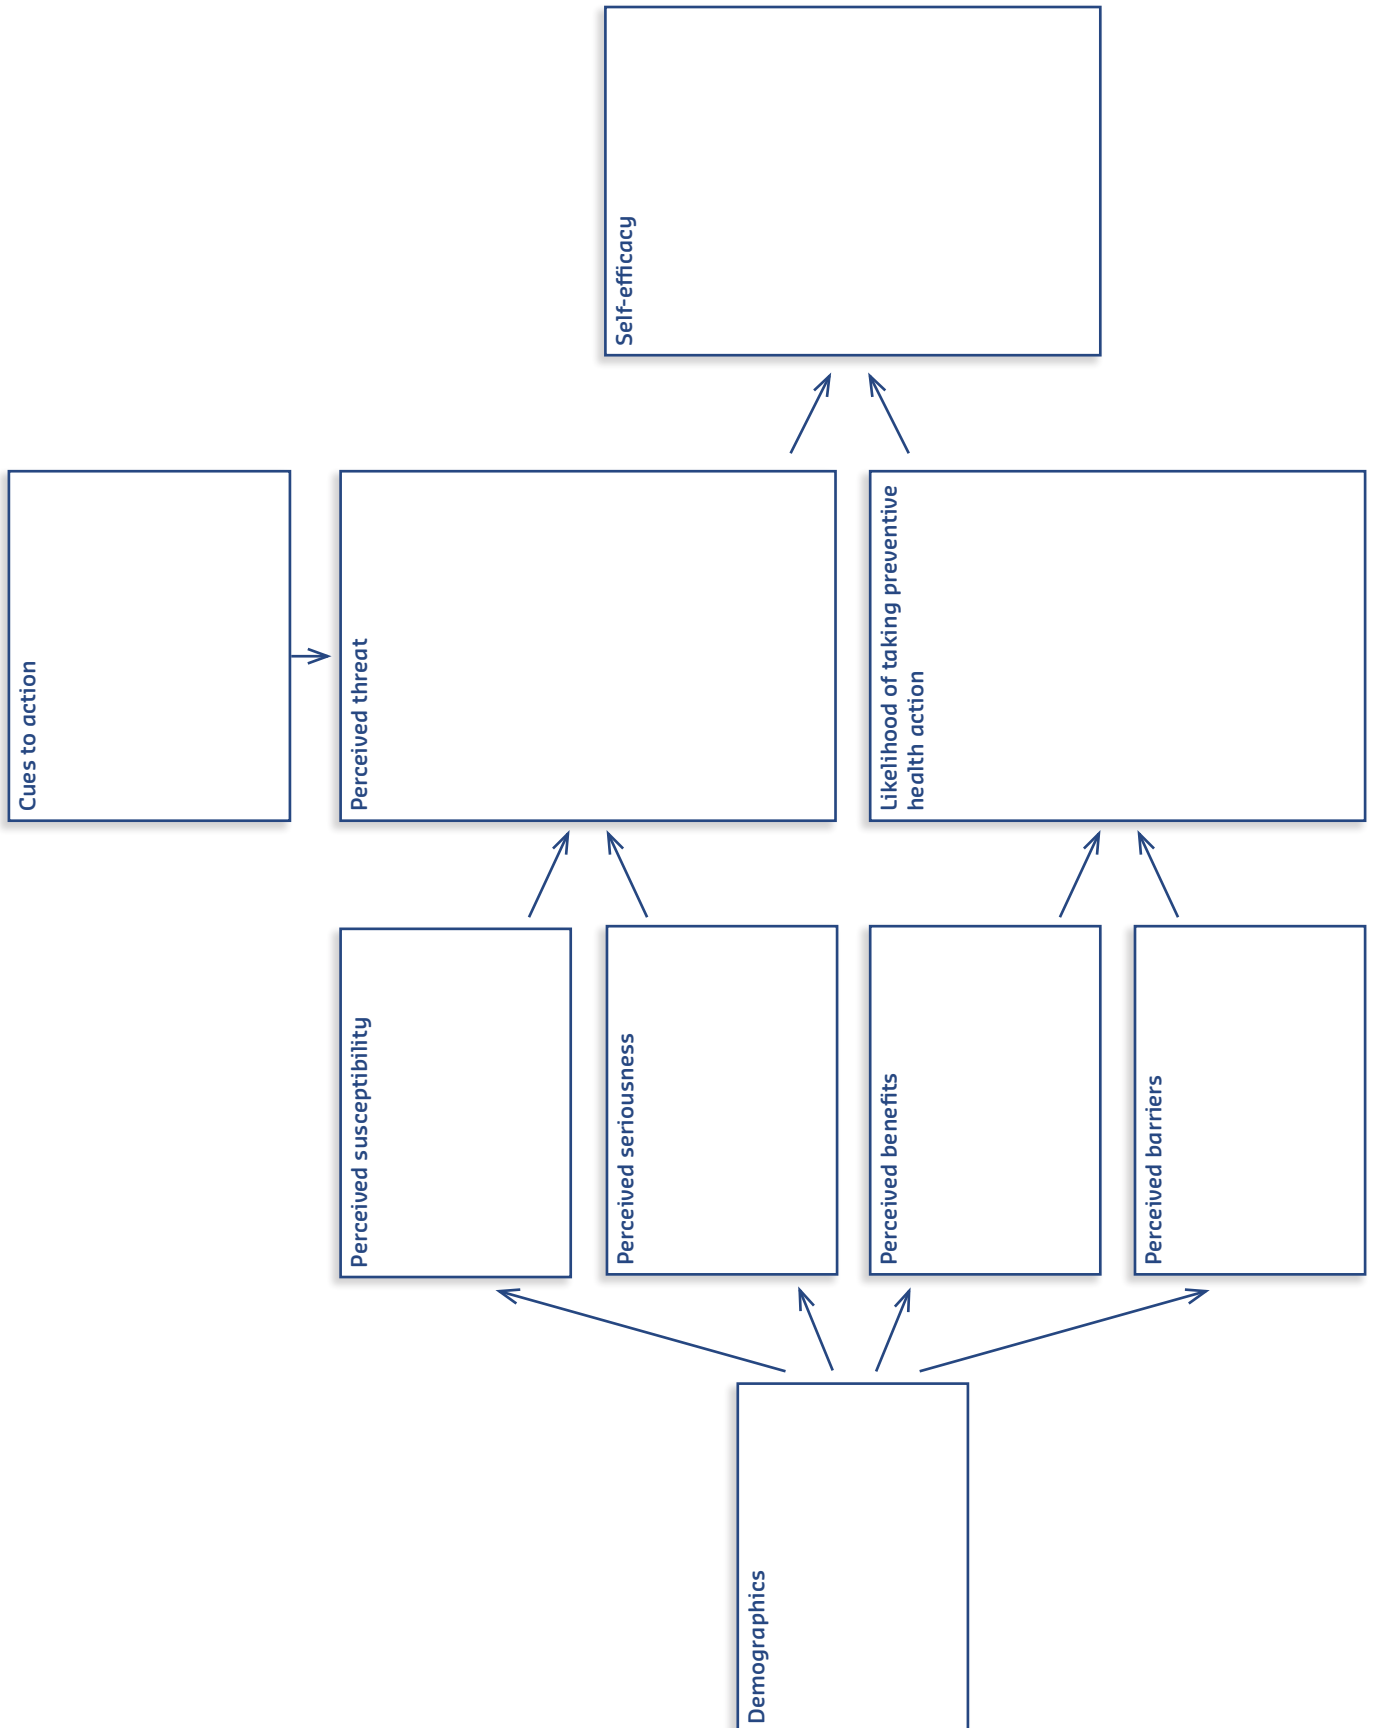 Demographics
Perceived susceptibility
Perceived seriousness
Perceived benefits
Perceived barriers
Cues to action
Perceived threat
Likelihood of taking preventive
health action
Self-efficacy